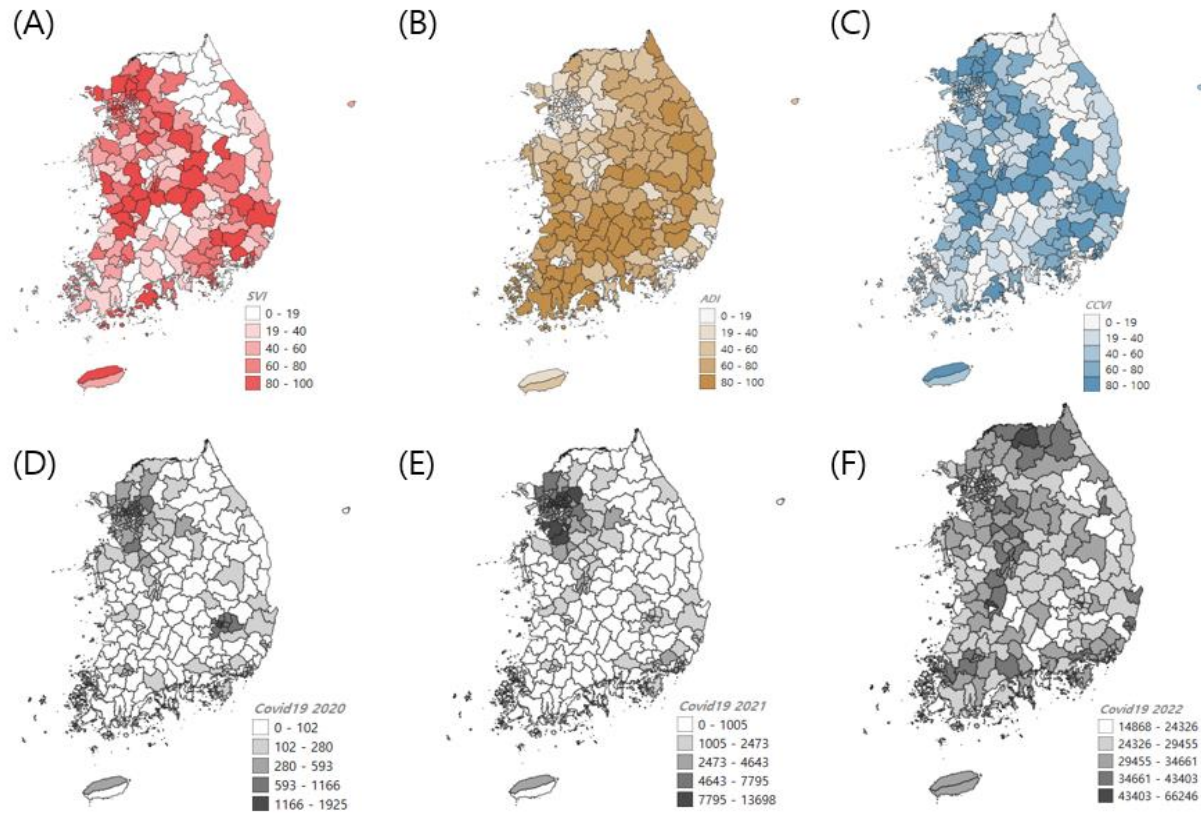 (A)
(B)
(C)
SVI
0 - 19
19 - 40
40 - 60
60 - 80
80 - 100
ADI
0 - 19
19 - 40
40 - 60
60 - 80
80 - 100
CCVI
0 - 19
19 - 40
40 - 60
60 - 80
80 - 100
(D)
(E)
(F)
Covid19 2020
0 - 102
102 - 280
280 - 593
593 - 1166
1166 - 1925
Covid19 2021
0 - 1005
1005 - 2473
2473 - 4643
4643 - 7795
7795 - 13698
Covid19 2022
14868 - 24326
24326 - 29455
29455 - 34661
34661 - 43403
43403 - 66246